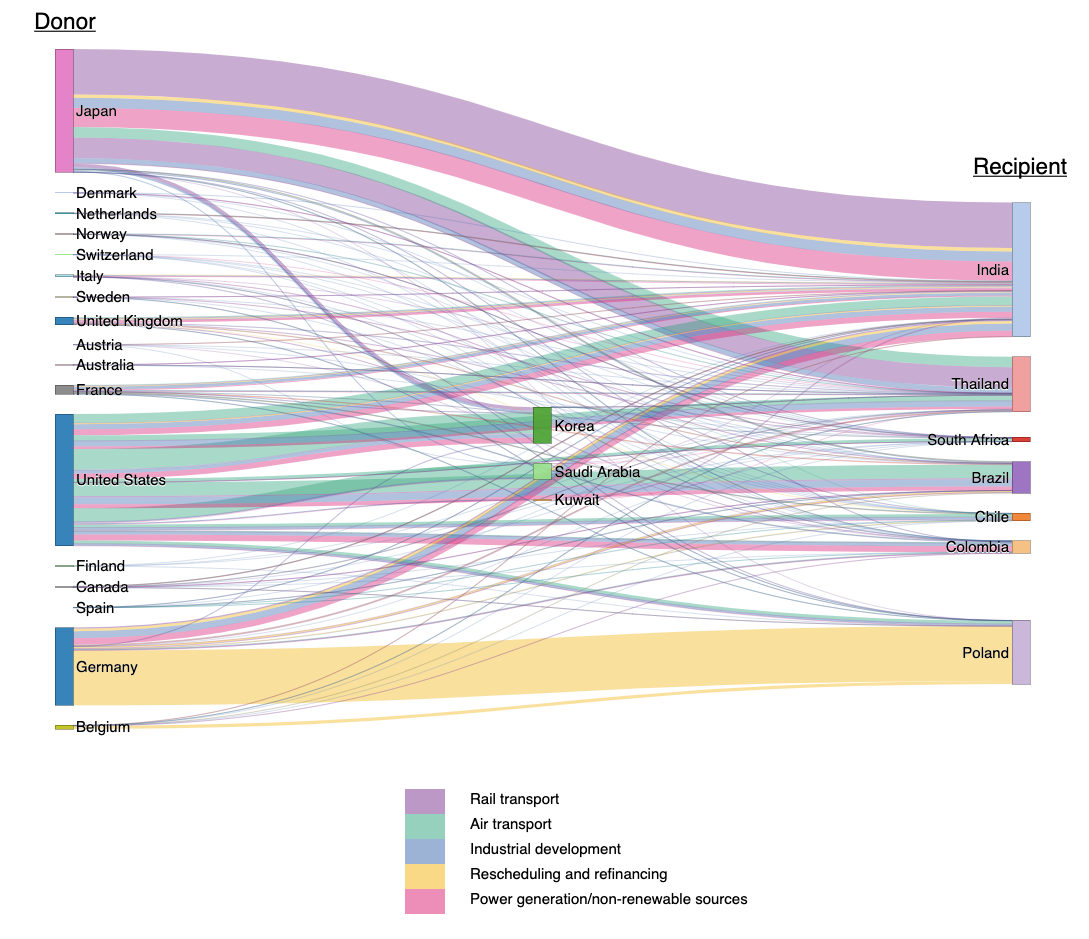 Donor
Japan
Recipient
Denmark
Netherlands
Norway
Switzerland
Italy
India
Sweden
United Kingdom
Austria
Australia
Thailand
France
Korea
South Africa
Saudi Arabia
Brazil
United States
Kuwait
Chile
Colombia
Finland
Canada
Spain
Poland
Germany
Belgium
Rail transport
Air transport
Industrial development
Rescheduling and refinancing
Power generation/non-renewable sources